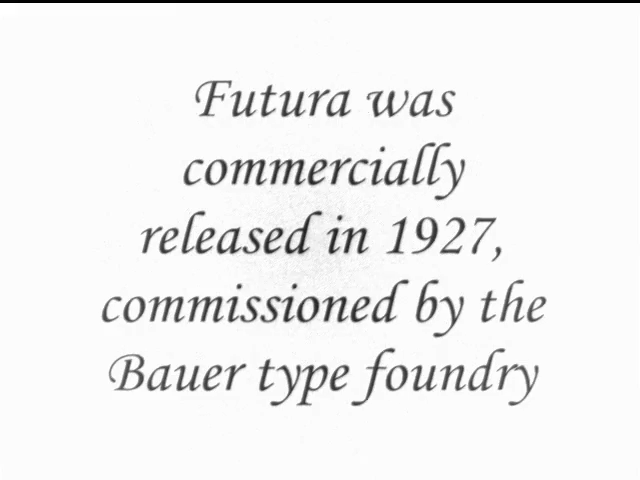 Futura was
commercially
released in 1927,
commissioned by the
Bauer type foundry